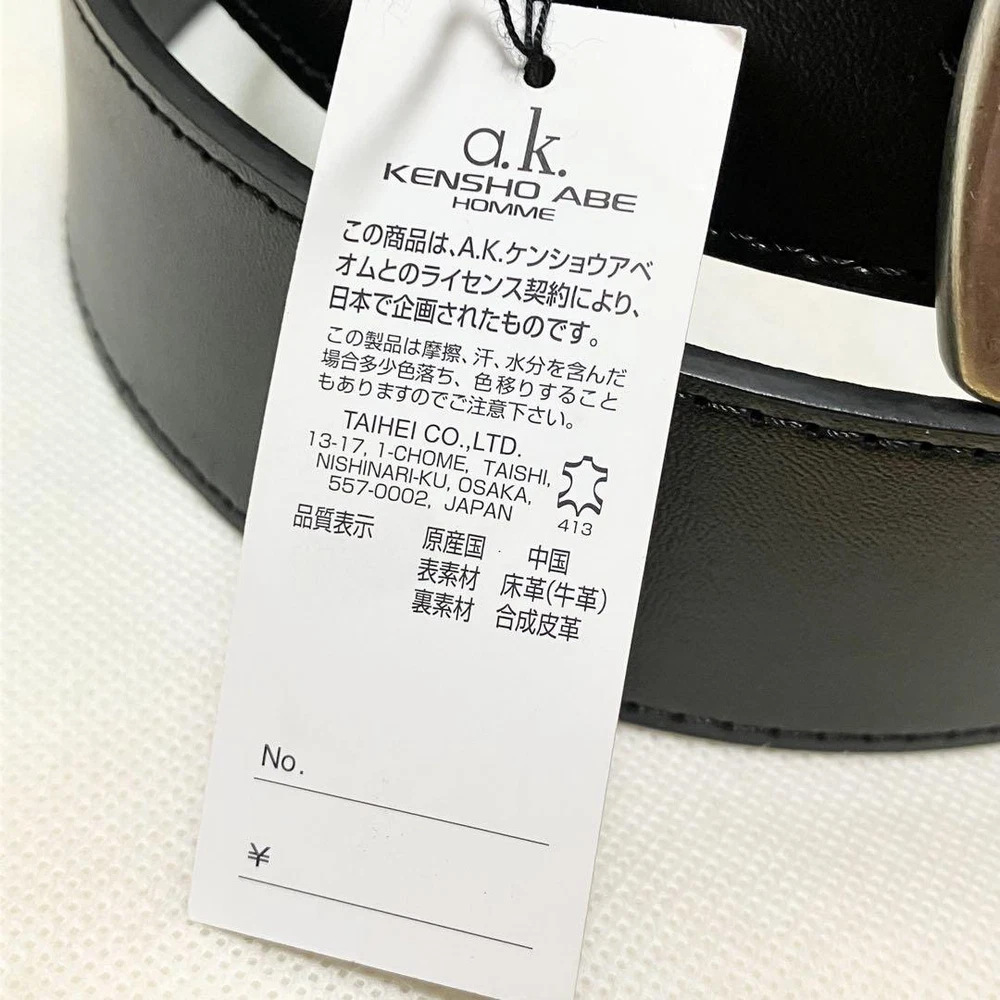 a.k.
KENSHO ABE
HOMME
この商品は、A.K.ケンショウアベ
オムとのライセンス契約により、
日本で企画されたものです。
この製品は摩擦、汗、水分を含んだ
場合多少色落ち、色移りすること
もありますのでご注意下さい。
TAIHEI CO.,LTD.
13-17, 1-CHOME, TAISHI,
NISHINARI-KU, OSAKA,
557-0002, JAPAN
413
品質表示 原産国 中国
表素材 床革(牛革)
裏素材 合成皮革
No.
¥